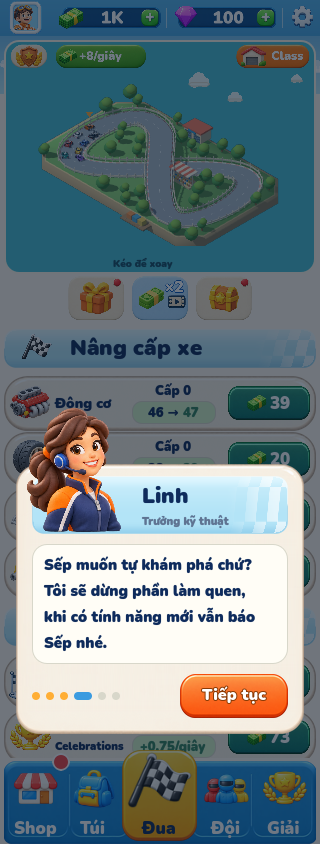 1K
100
+8/giây
Class
Kéo để xoay
x2
Nâng cấp xe
Động cơ
Cấp 0
46 → 47
39
Cấp 0
20
Linh
Trưởng kỹ thuật
Sếp muốn tự khám phá chứ?
Tôi sẽ dừng phần làm quen,
khi có tính năng mới vẫn báo
Sếp nhé.
Tiếp tục
Celebrations
+0.75/giây
73
Shop
Túi
Đua
Đội
Giải